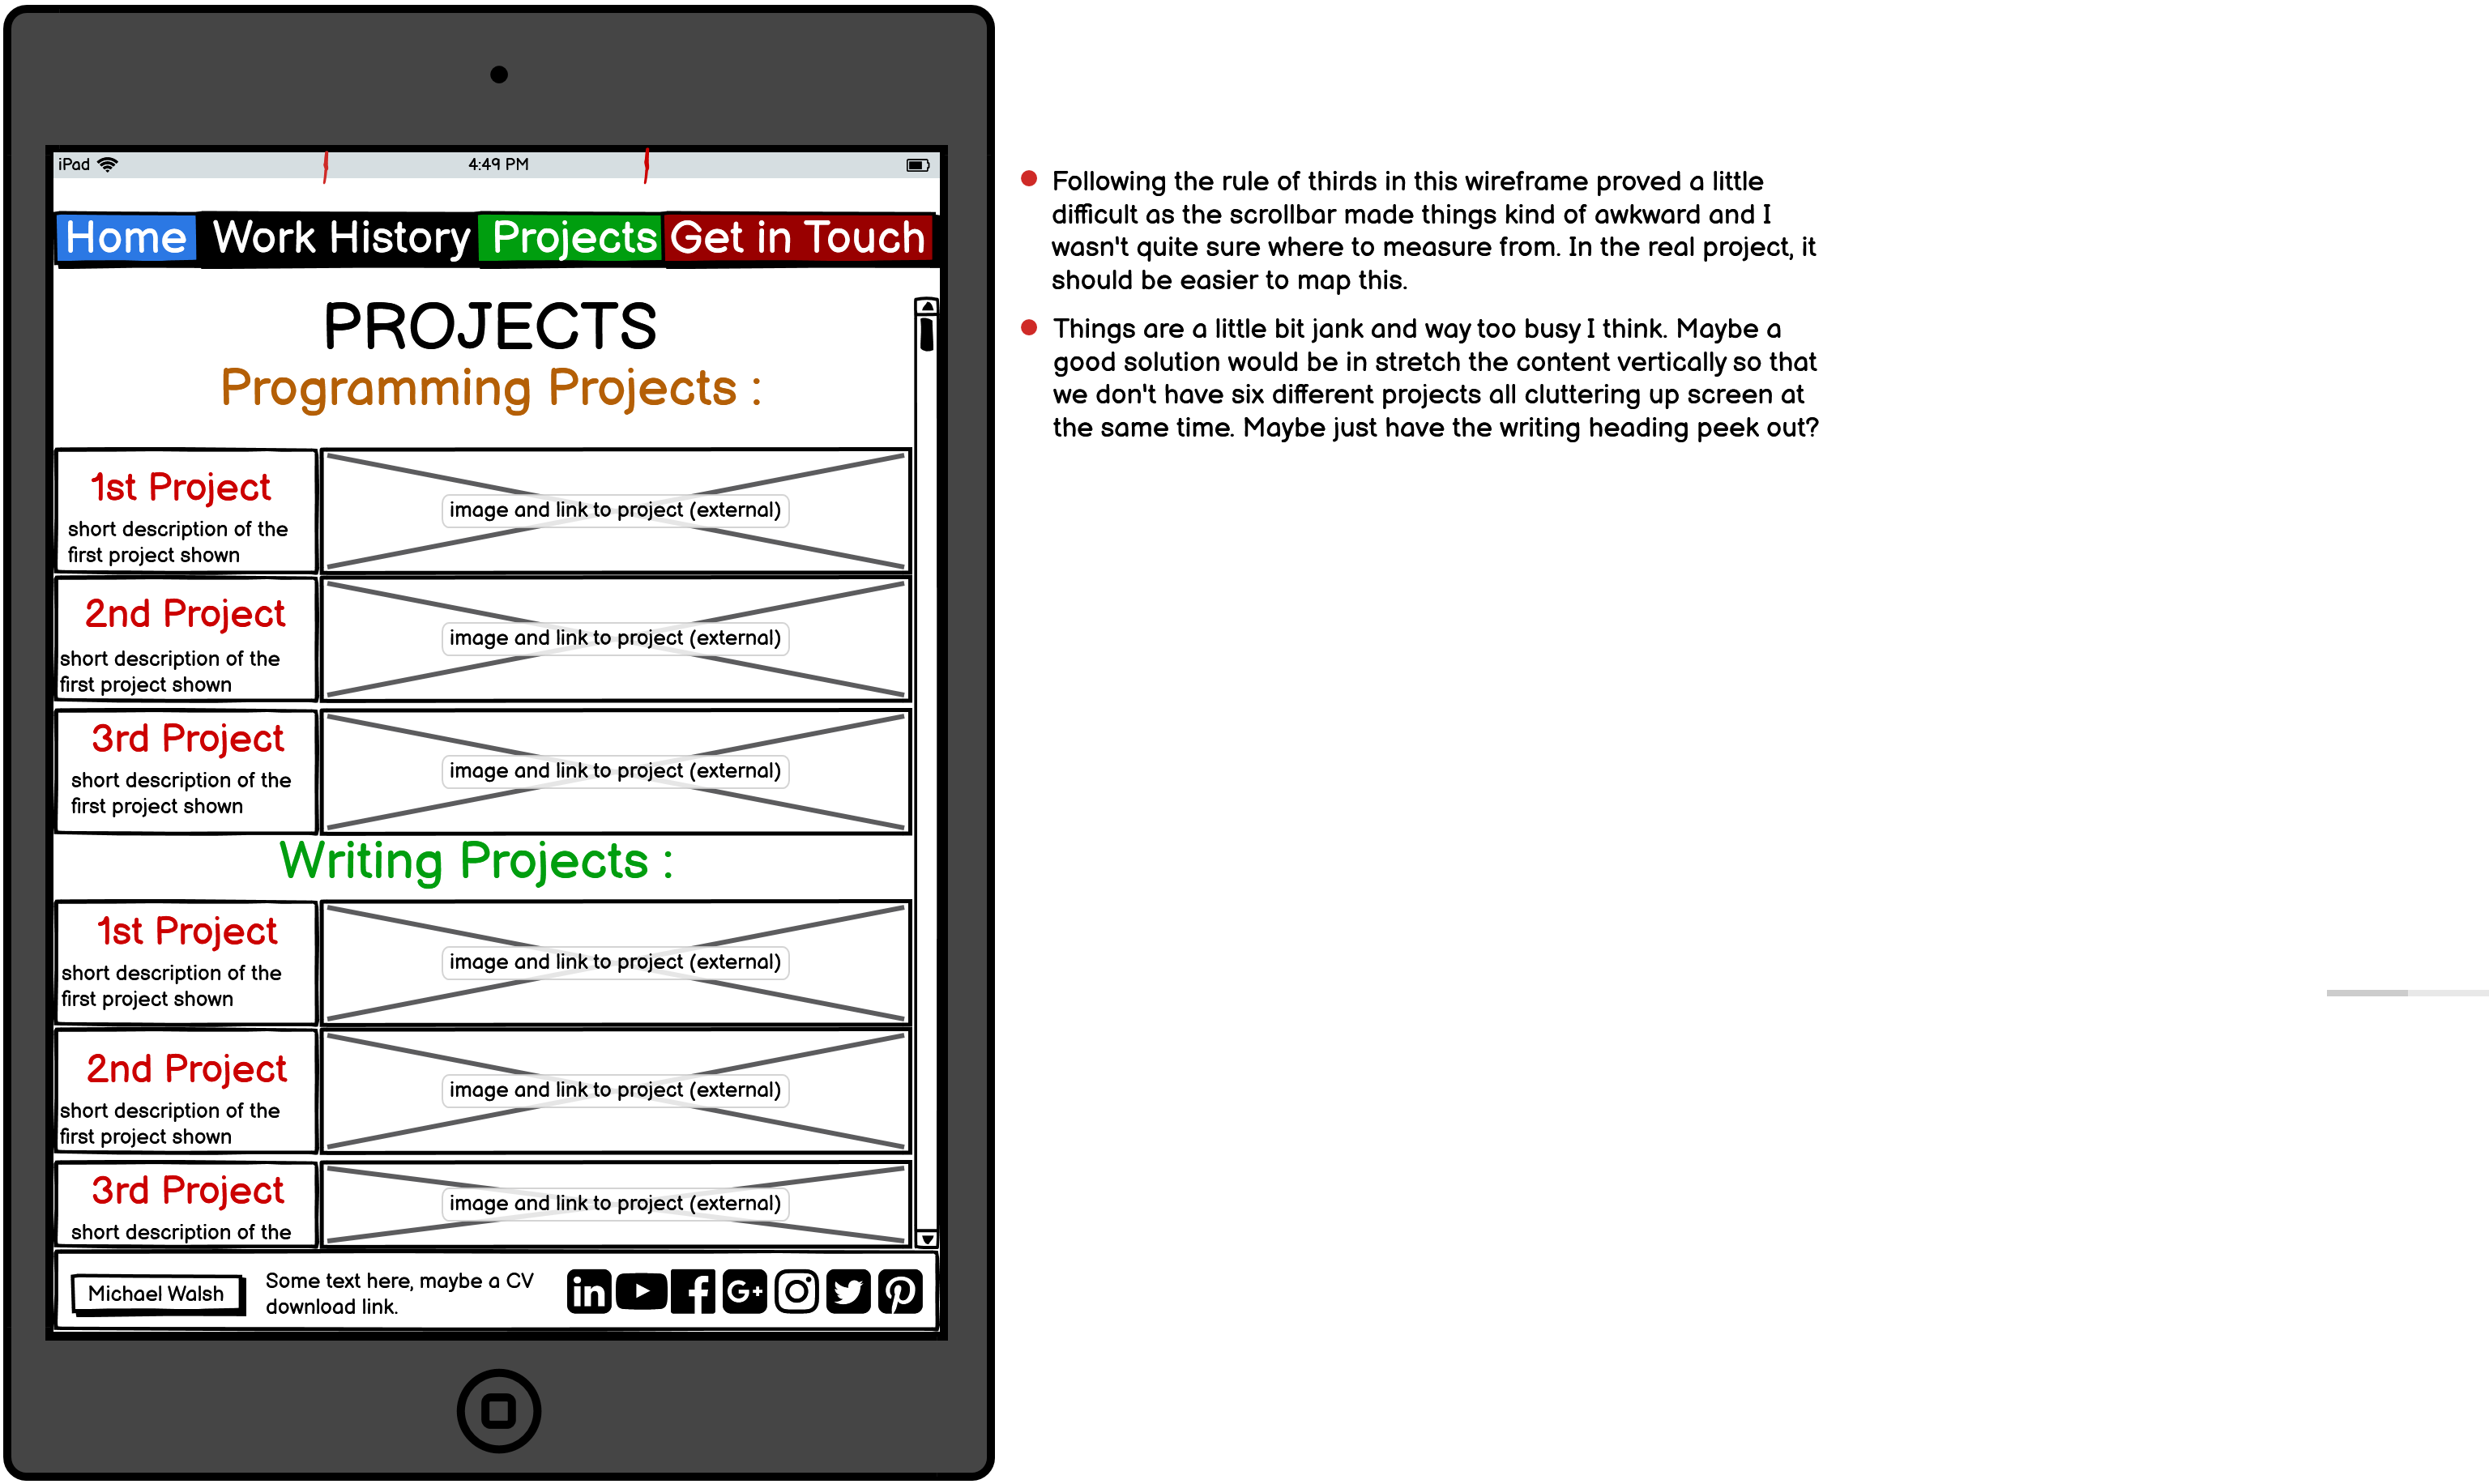 iPad 4:49 PM
Home Work History Projects Get in Touch
PROJECTS
Programming Projects :
1st Project
short description of the
first project shown
image and link to project (external)
2nd Project
short description of the
first project shown
image and link to project (external)
3rd Project
short description of the
first project shown
image and link to project (external)
Writing Projects :
1st Project
short description of the
first project shown
image and link to project (external)
2nd Project
short description of the
first project shown
image and link to project (external)
3rd Project
short description of the
image and link to project (external)
Michael Walsh
Some text here, maybe a CV
download link.
in f G+
Following the rule of thirds in this wireframe proved a little
difficult as the scrollbar made things kind of awkward and I
wasn't quite sure where to measure from. In the real project, it
should be easier to map this.
Things are a little bit jank and way too busy I think. Maybe a
good solution would be in stretch the content vertically so that
we don't have six different projects all cluttering up screen at
the same time. Maybe just have the writing heading peek out?